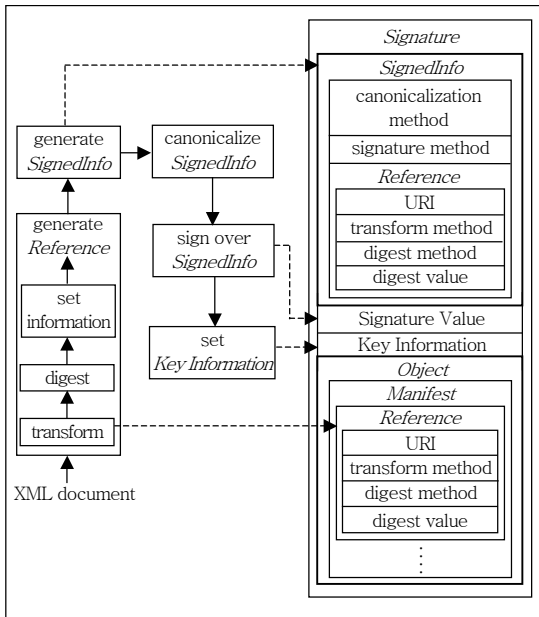 generate
SignedInfo
canonicalize
SignedInfo
generate
Reference
set
information
digest
transform
XML document
sign over
SignedInfo
set
Key Information
Signature
SignedInfo
canonicalization
method
signature method
Reference
URI
transform method
digest method
digest value
Signature Value
Key Information
Object
Manifest
Reference
URI
transform method
digest method
digest value